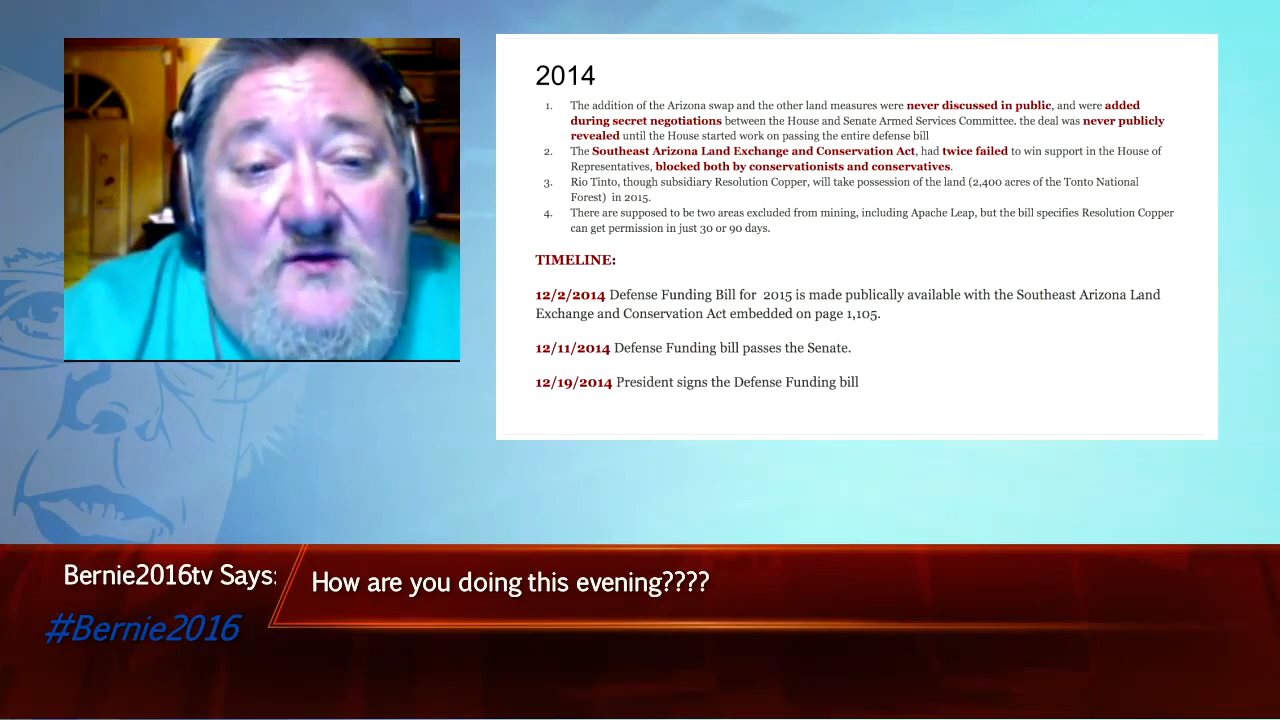 2014
1. The addition of the Arizona swap and the other land measures were never discussed in public, and were added
during secret negotiations between the House and Senate Armed Services Committee. the deal was never publicly
revealed until the House started work on passing the entire defense bill
2. The Southeast Arizona Land Exchange and Conservation Act, had twice failed to win support in the House of
Representatives, blocked both by conservationists and conservatives.
3. Rio Tinto, though subsidiary Resolution Copper, will take possession of the land (2,400 acres of the Tonto National
Forest) in 2015.
4. There are supposed to be two areas excluded from mining, including Apache Leap, but the bill specifies Resolution Copper
can get permission in just 30 or 90 days.
TIMELINE:
12/2/2014 Defense Funding Bill for 2015 is made publically available with the Southeast Arizona Land
Exchange and Conservation Act embedded on page 1,105.
12/11/2014 Defense Funding bill passes the Senate.
12/19/2014 President signs the Defense Funding bill
Bernie2016tv Says:
How are you doing this evening????
#Bernie2016